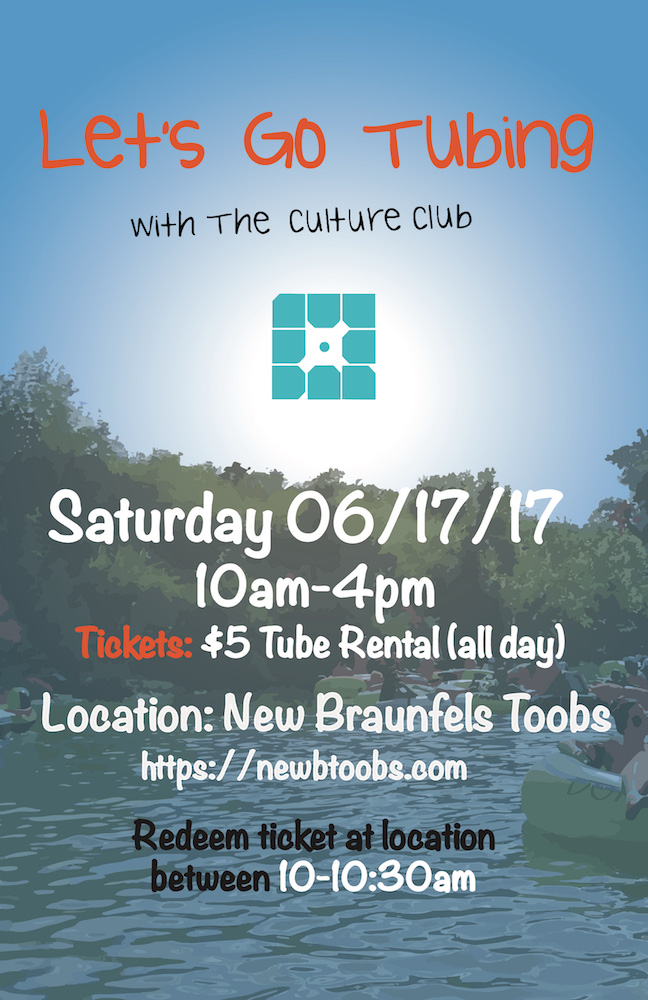 Let's Go Tubing
with The Culture Club
Saturday 06/17/17
10am-4pm
Tickets: $5 Tube Rental (all day)
Location: New Braunfels Toobs
https://newbtoobs.com
Redeem ticket at location
between 10-10:30am